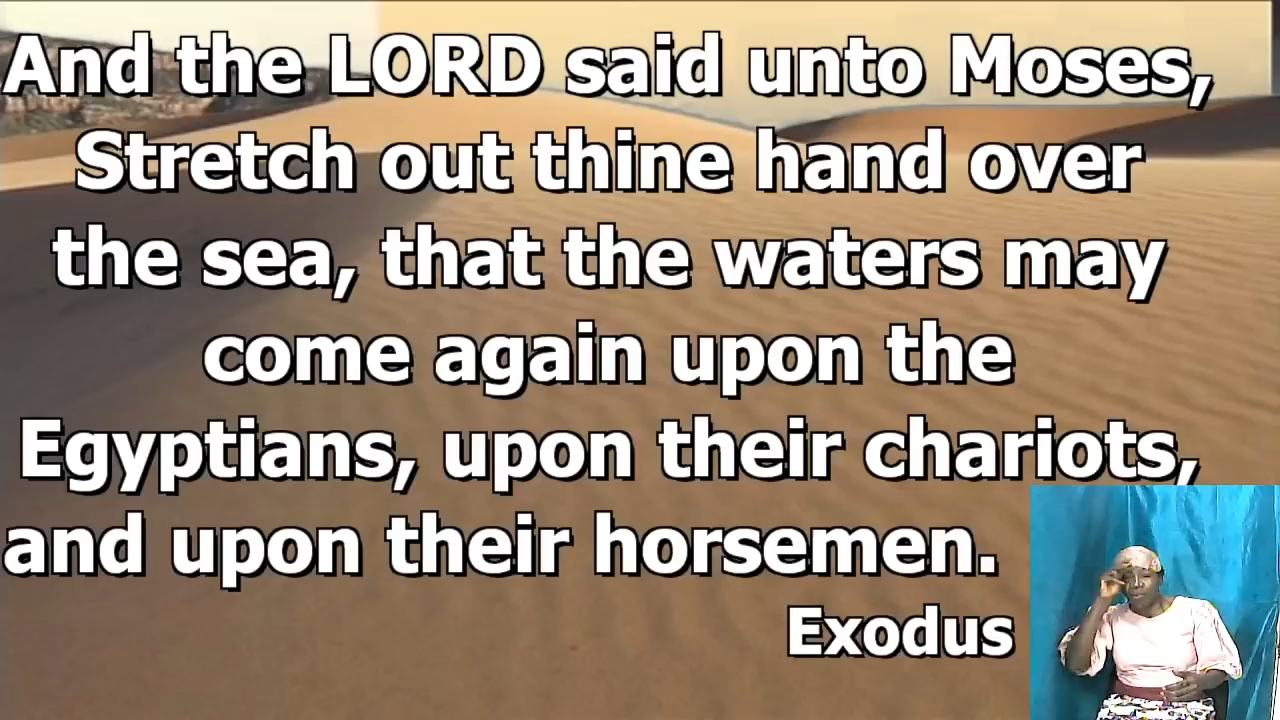 And the LORD said unto Moses,
Stretch out thine hand over
the sea, that the waters may
come again upon the
Egyptians, upon their chariots,
and upon their horsemen.
Exodus